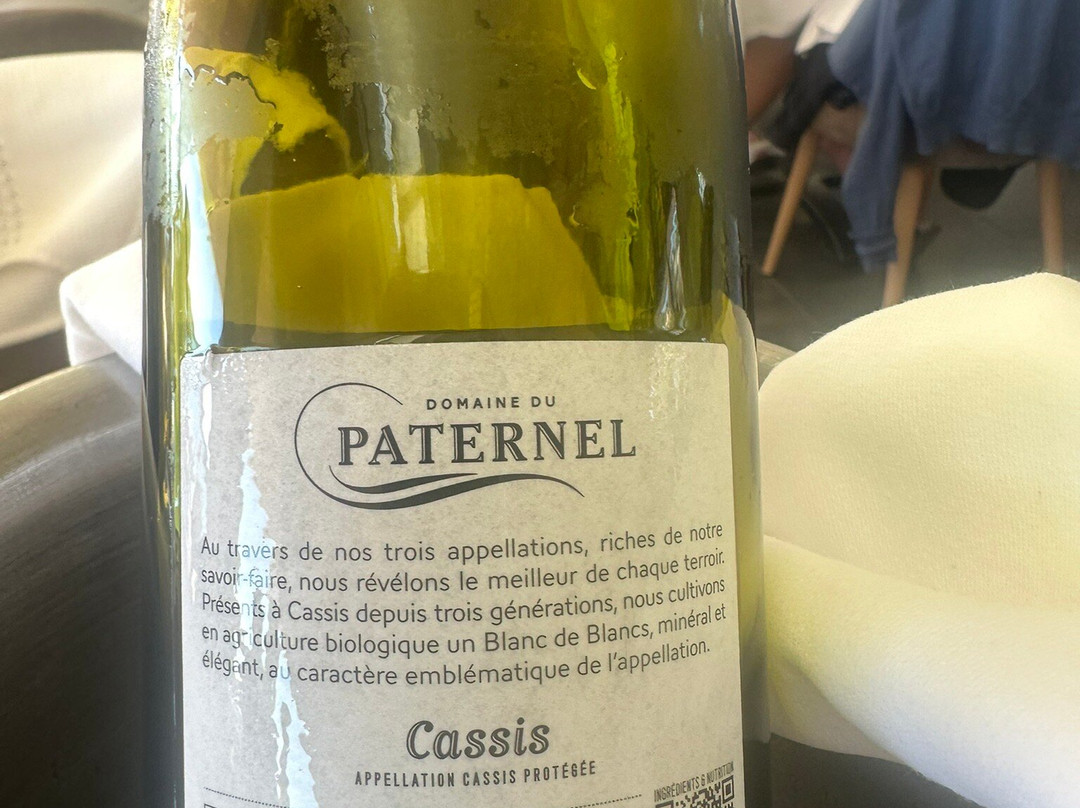 DOMAINE DU
PATERNEL
Au travers de nos trois appellations, riches de notre
savoir-faire, nous révélons le meilleur de chaque terroir.
Présents à Cassis depuis trois générations, nous cultivons
en agriculture biologique un Blanc de Blancs, minéral et
élégant, au caractère emblématique de l'appellation.
Cassis
APPELLATION CASSIS PROTÉGÉE
INGRÉDIENTS & NUTRITION